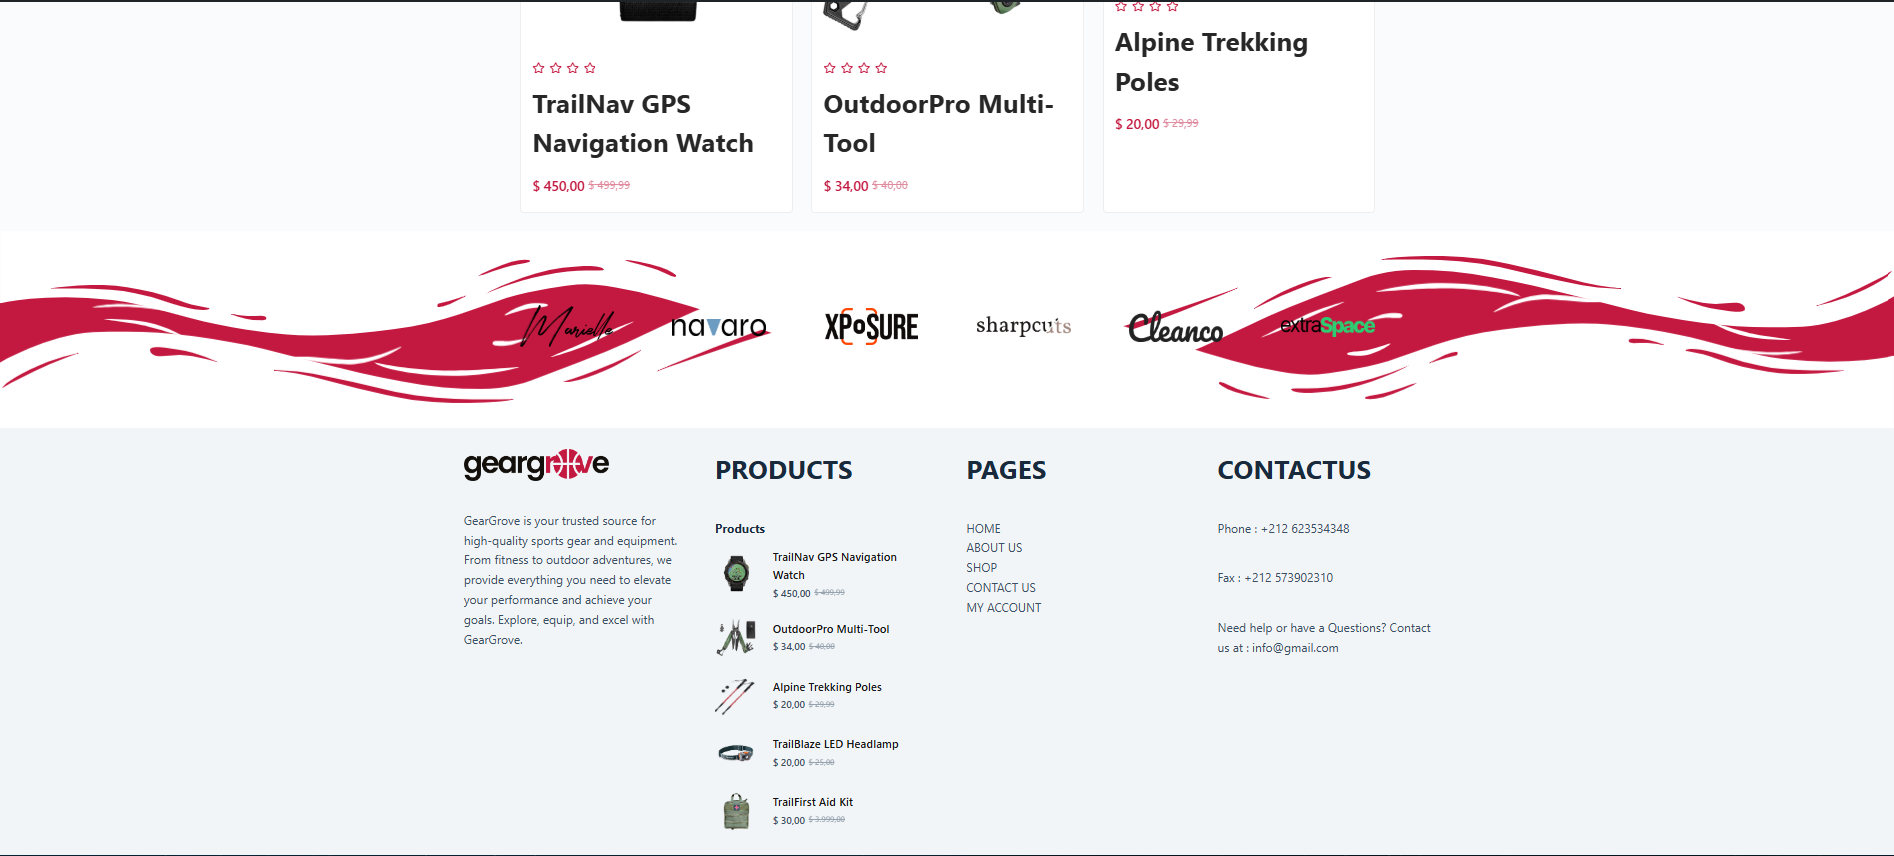 TrailNav GPS
Navigation Watch
$ 450,00 $ 499,99
OutdoorPro Multi-
Tool
$ 34,00 $ 40,00
Alpine Trekking
Poles
$ 20,00 $ 29,99
Marielle
navaro
XPoSURE
sharpcuts
Cleanco
extraSpace
geargrove
GearGrove is your trusted source for
high-quality sports gear and equipment.
From fitness to outdoor adventures, we
provide everything you need to elevate
your performance and achieve your
goals. Explore, equip, and excel with
GearGrove.
PRODUCTS
Products
TrailNav GPS Navigation
Watch
$ 450,00 $ 499,99
OutdoorPro Multi-Tool
$ 34,00 $ 40,00
Alpine Trekking Poles
$ 20,00 $ 29,99
TrailBlaze LED Headlamp
$ 20,00 $ 25,00
TrailFirst Aid Kit
$ 30,00 $ 3.999,00
PAGES
HOME
ABOUT US
SHOP
CONTACT US
MY ACCOUNT
CONTACTUS
Phone : +212 623534348
Fax : +212 573902310
Need help or have a Questions? Contact
us at : info@gmail.com